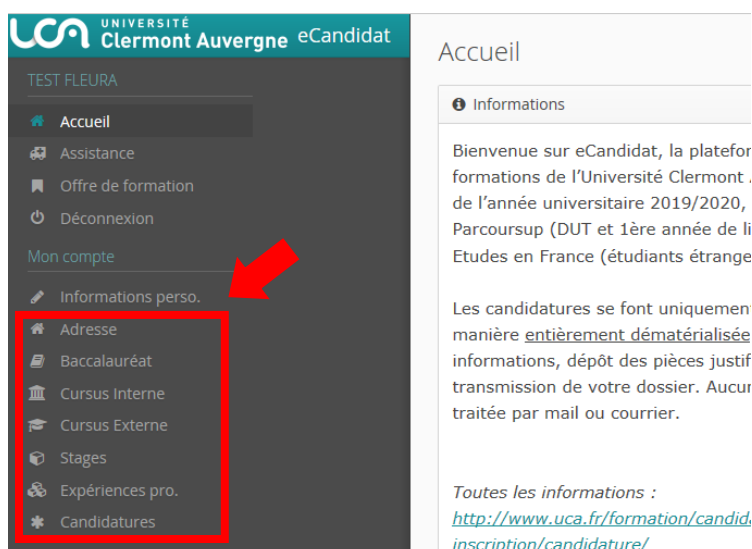 UNIVERSITÉ
UCA Clermont Auvergne eCandidat
TEST FLEURA
Accueil
Assistance
Offre de formation
Déconnexion
Mon compte
Informations perso.
Adresse
Baccalauréat
Cursus Interne
Cursus Externe
Stages
Expériences pro.
Candidatures
Accueil
Informations
Bienvenue sur eCandidat, la platefor
formations de l'Université Clermont
de l'année universitaire 2019/2020,
Parcoursup (DUT et 1ère année de li
Etudes en France (étudiants étrange
Les candidatures se font uniquement
manière entièrement dématérialisée
informations, dépôt des pièces justif
transmission de votre dossier. Aucur
traitée par mail ou courrier.
Toutes les informations :
http://www.uca.fr/formation/candida
inscription/candidature/